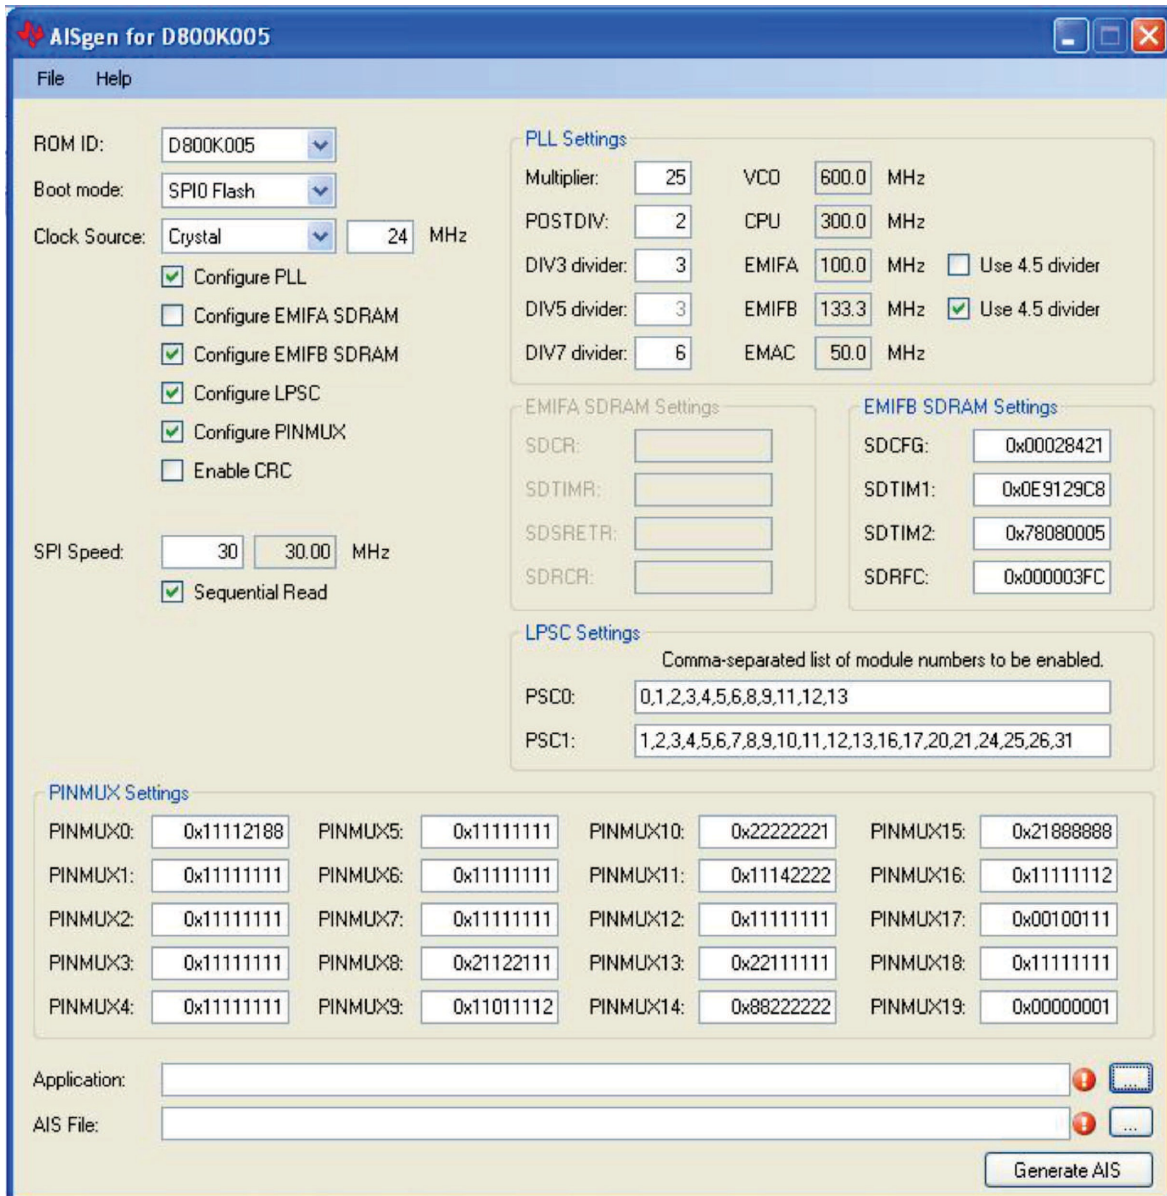 AISgen for D800K005
File Help
ROM ID: D800K005
Boot mode: SPI0 Flash
Clock Source: Crystal 24 MHz
Configure PLL
Configure EMIFA SDRAM
Configure EMIFB SDRAM
Configure LPSC
Configure PINMUX
Enable CRC
SPI Speed: 30 30.00 MHz
Sequential Read
PLL Settings
Multiplier: 25 VCO 600.0 MHz
POSTDIV: 2 CPU 300.0 MHz
DIV3 divider: 3 EMIFA 100.0 MHz Use 4.5 divider
DIV5 divider: 3 EMIFB 133.3 MHz Use 4.5 divider
DIV7 divider: 6 EMAC 50.0 MHz
EMIFA SDRAM Settings
SDCR:
SDTIMR:
SDSRETR:
SDRCR:
EMIFB SDRAM Settings
SDCFG: 0x00028421
SDTIM1: 0x0E9129C8
SDTIM2: 0x78080005
SDRFC: 0x000003FC
LPSC Settings
Comma-separated list of module numbers to be enabled.
PSC0: 0,1,2,3,4,5,6,8,9,11,12,13
PSC1: 1,2,3,4,5,6,7,8,9,10,11,12,13,16,17,20,21,24,25,26,31
PINMUX Settings
PINMUX0: 0x11112188 PINMUX5: 0x11111111 PINMUX10: 0x22222221 PINMUX15: 0x21888888
PINMUX1: 0x11111111 PINMUX6: 0x11111111 PINMUX11: 0x11142222 PINMUX16: 0x11111112
PINMUX2: 0x11111111 PINMUX7: 0x11111111 PINMUX12: 0x11111111 PINMUX17: 0x00100111
PINMUX3: 0x11111111 PINMUX8: 0x21122111 PINMUX13: 0x22111111 PINMUX18: 0x11111111
PINMUX4: 0x11111111 PINMUX9: 0x11011112 PINMUX14: 0x88222222 PINMUX19: 0x00000001
Application: ...
AIS File: ...
Generate AIS